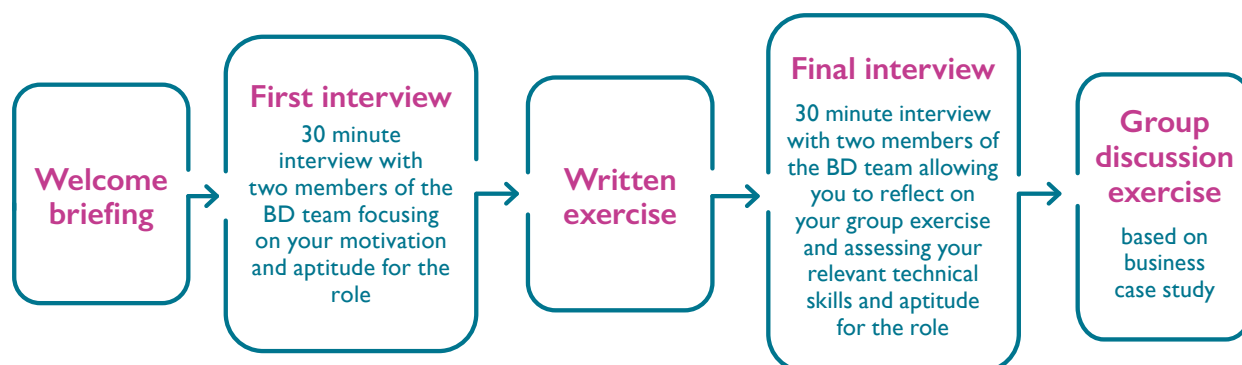 Welcome
briefing
First interview
30 minute
interview with
two members of the
BD team focusing
on your motivation
and aptitude for the
role
Written
exercise
Final interview
30 minute interview
with two members of
the BD team allowing
you to reflect on
your group exercise
and assessing your
relevant technical
skills and aptitude
for the role
Group
discussion
exercise
based on
business
case study